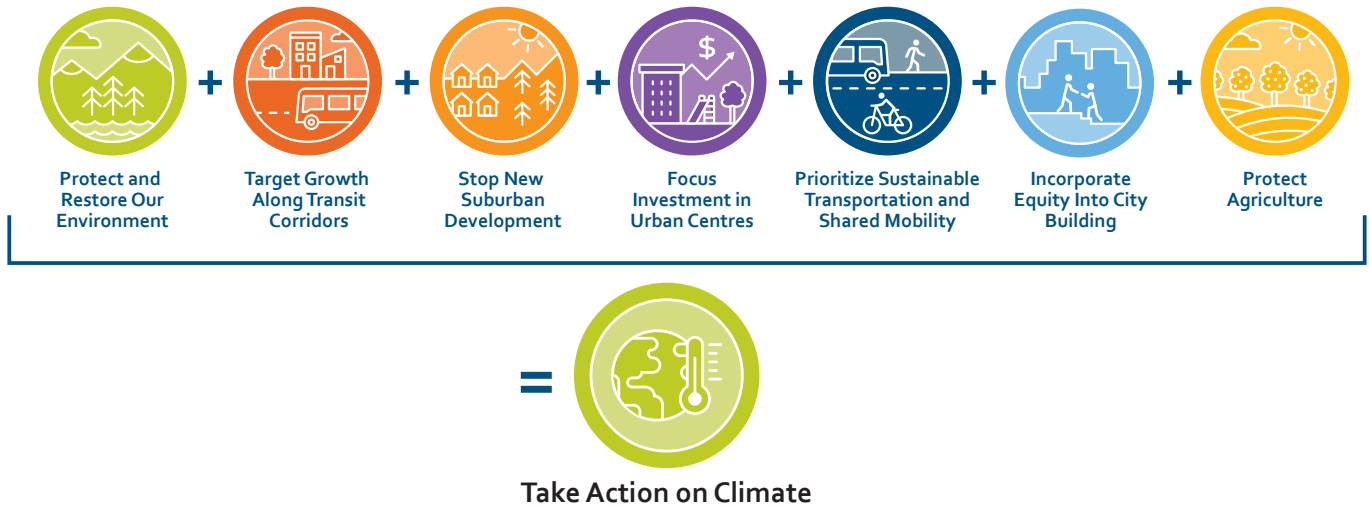 $
+ + + + + +
Protect and
Restore Our
Environment
Target Growth
Along Transit
Corridors
Stop New
Suburban
Development
Focus
Investment in
Urban Centres
Prioritize Sustainable
Transportation and
Shared Mobility
Incorporate
Equity Into City
Building
Protect
Agriculture
=
Take Action on Climate